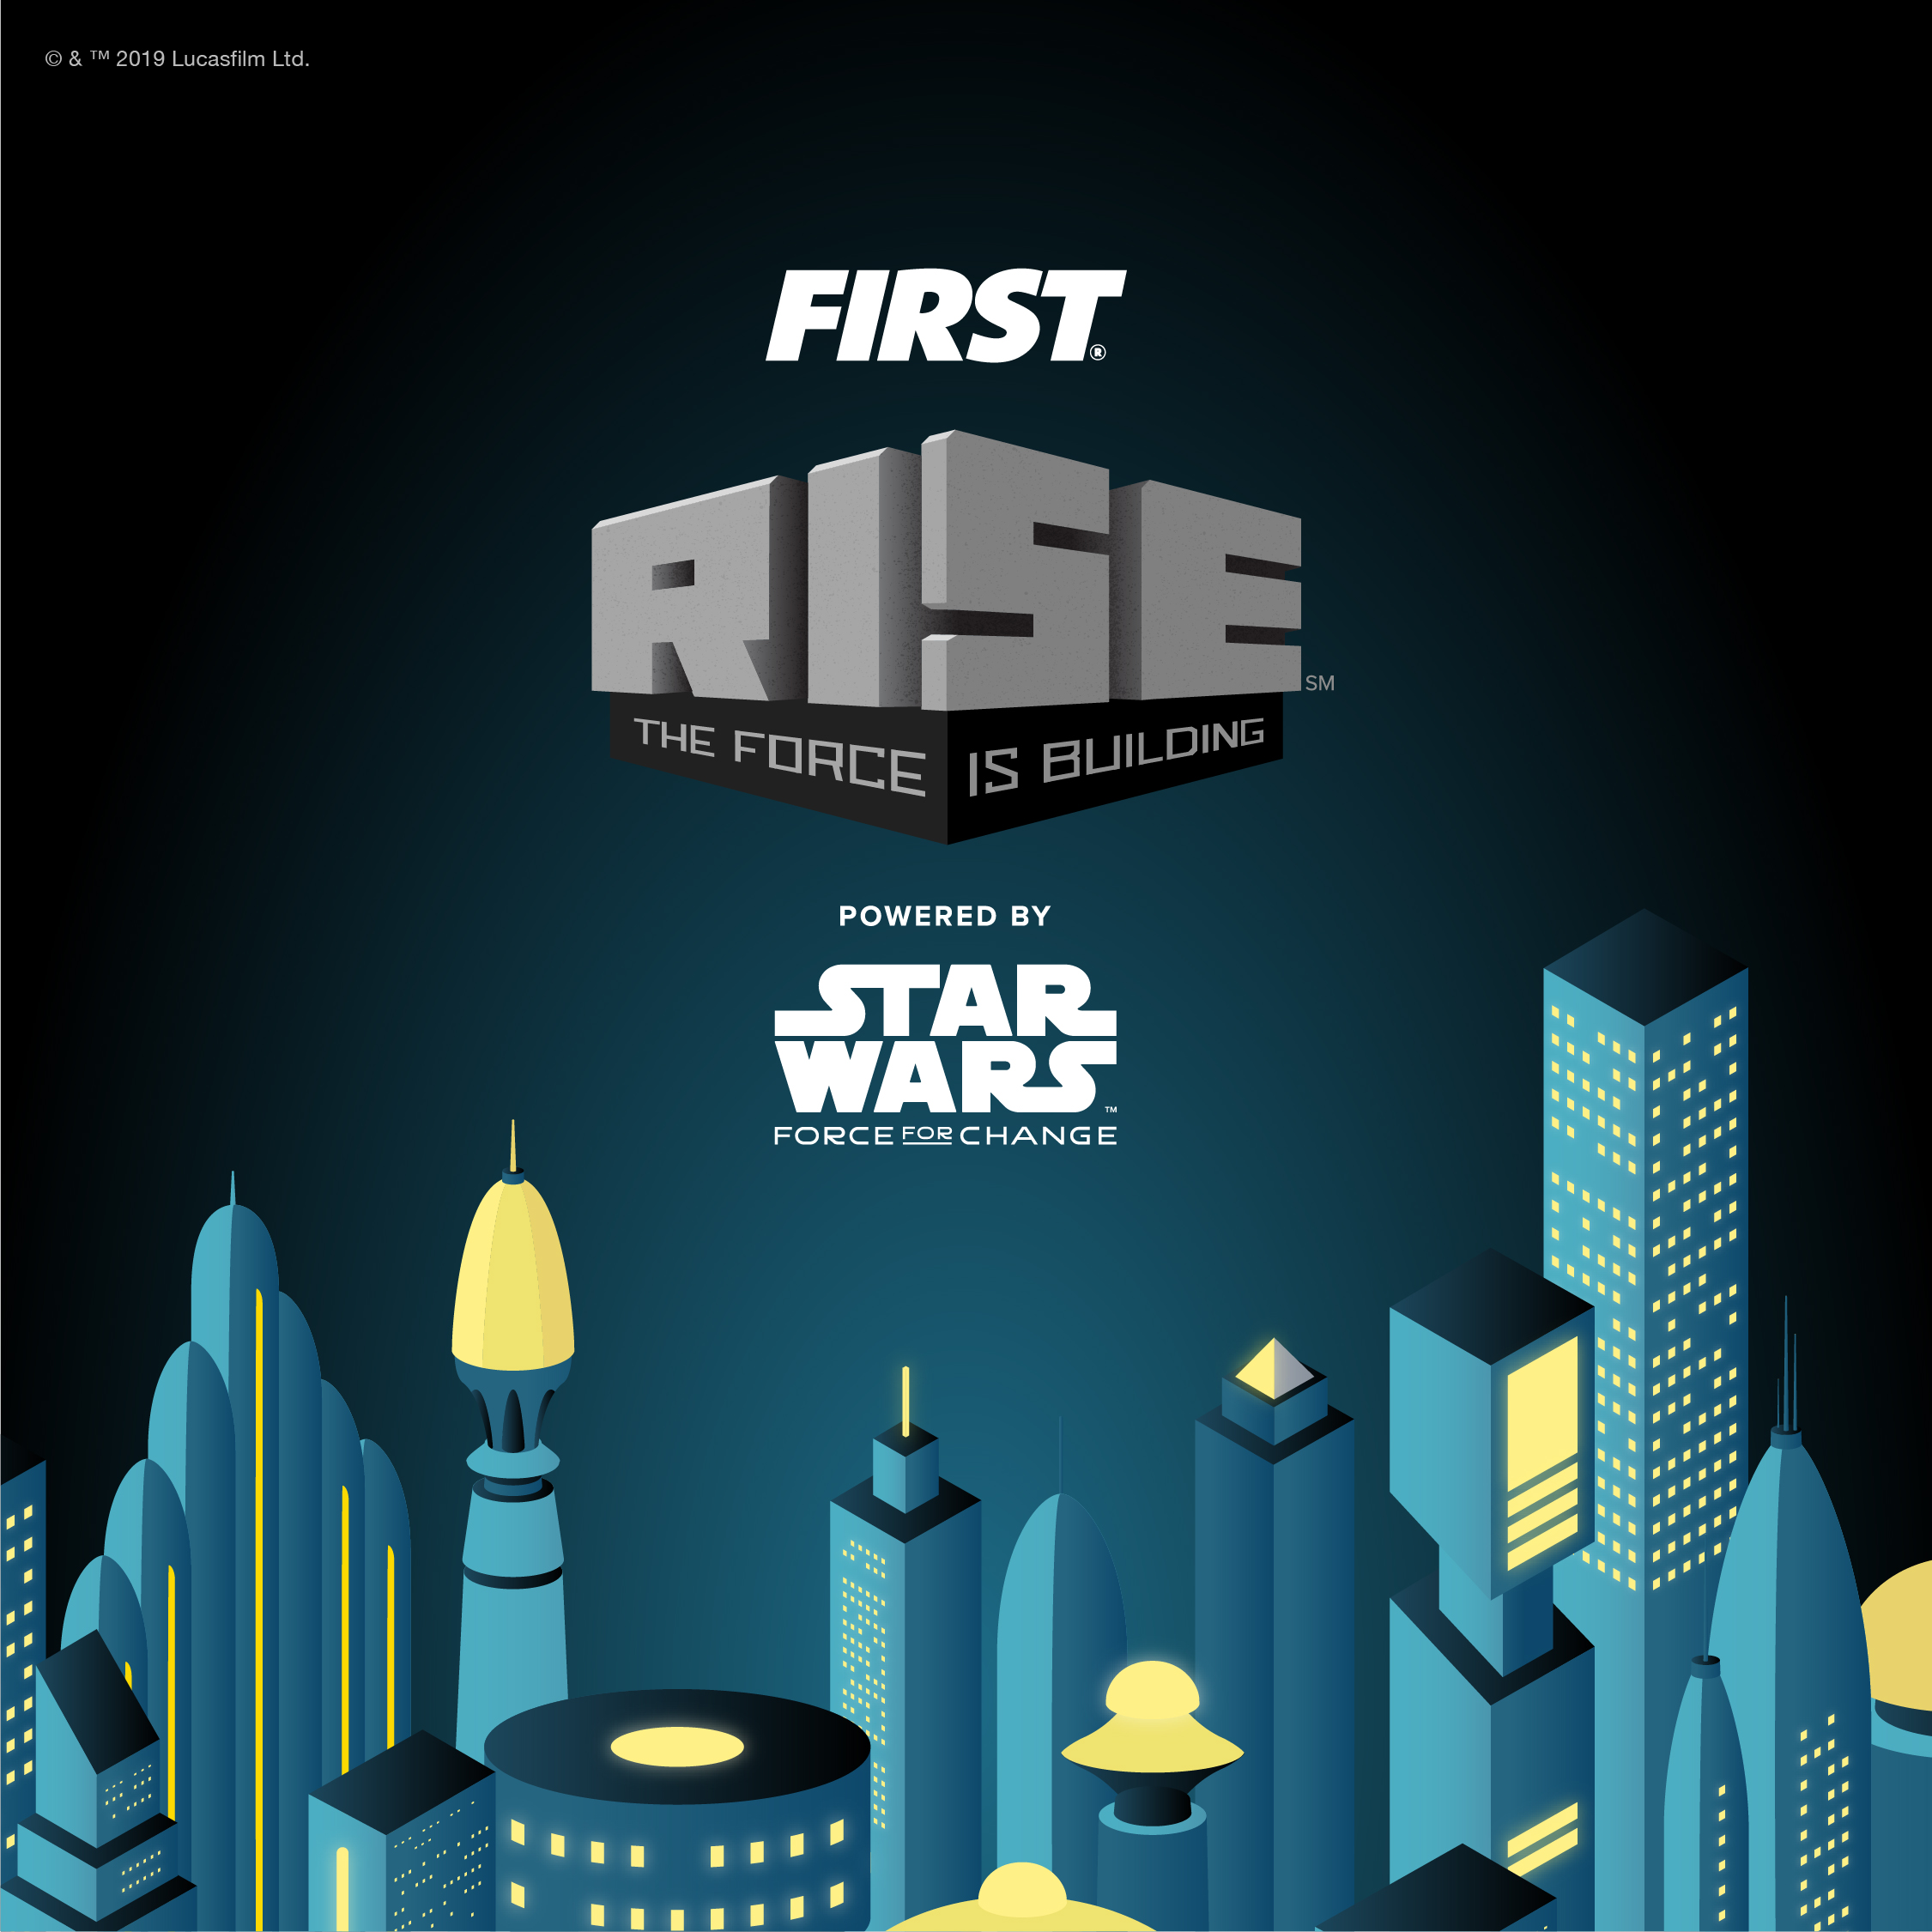 © & ™ 2019 Lucasfilm Ltd.
FIRST®
RISE℠
THE FORCE IS BUILDING
POWERED BY
STAR
WARS™
FORCE FOR CHANGE